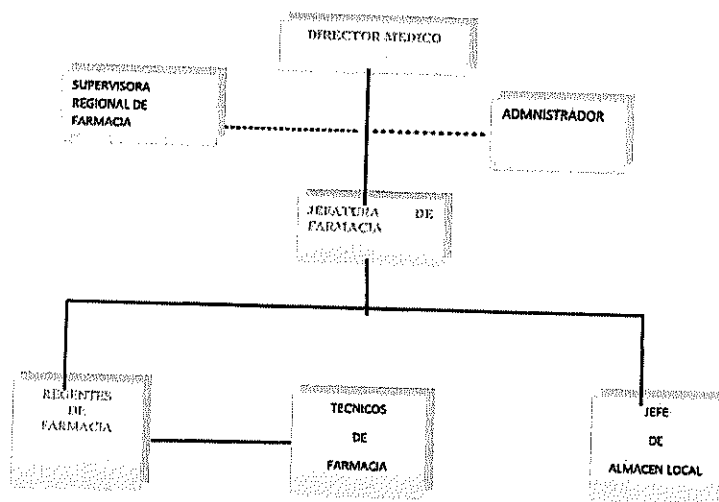 DIRECTOR MEDICO
SUPERVISORA
REGIONAL DE
FARMACIA
ADMNISTRADOR
JEFATURA DE
FARMACIA
REGENTES
DE
FARMACIA
TECNICOS
DE
FARMACIA
JEFE
DE
ALMACEN LOCAL